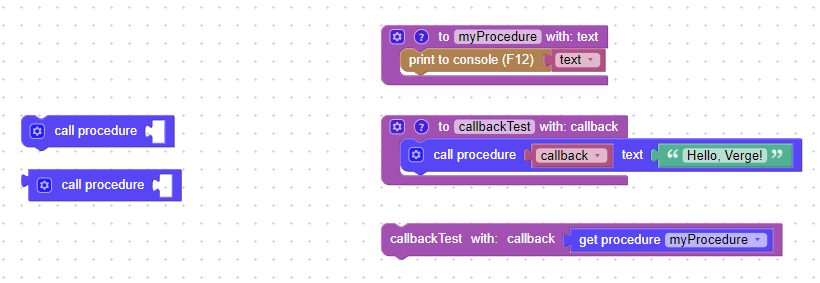 ? to myProcedure with: text
print to console (F12) text
call procedure
? to callbackTest with: callback
call procedure callback text “ Hello, Verge! ”
call procedure
callbackTest with: callback get procedure myProcedure